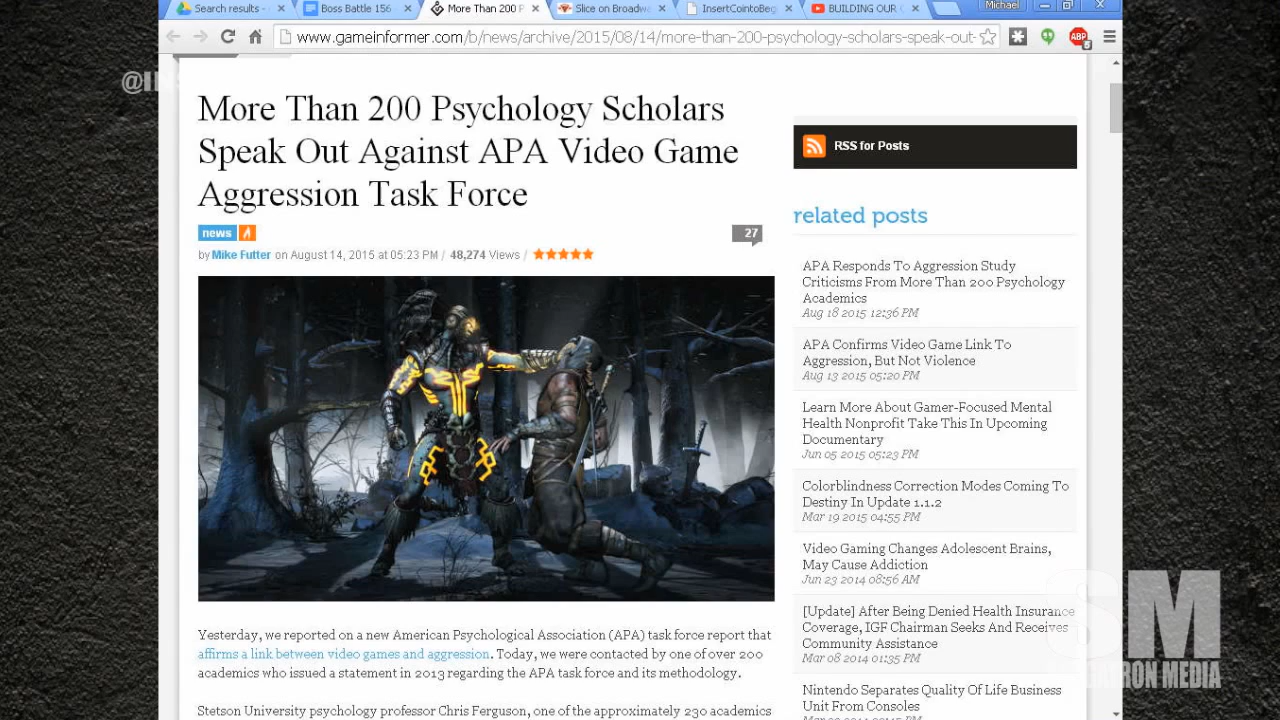 Search results -
Boss Battle 156
More Than 200 P
Slice on Broadwa
InsertCointoBegi
BUILDING OUR
Michael
www.gameinformer.com/b/news/archive/2015/08/14/more-than-200-psychology-scholars-speak-out-
ABP
5
More Than 200 Psychology Scholars
Speak Out Against APA Video Game
Aggression Task Force
news
27
by Mike Futter on August 14, 2015 at 05:23 PM / 48,274 Views /
Yesterday, we reported on a new American Psychological Association (APA) task force report that
affirms a link between video games and aggression. Today, we were contacted by one of over 200
academics who issued a statement in 2013 regarding the APA task force and its methodology.
Stetson University psychology professor Chris Ferguson, one of the approximately 230 academics
RSS for Posts
related posts
APA Responds To Aggression Study
Criticisms From More Than 200 Psychology
Academics
Aug 18 2015 12:36 PM
APA Confirms Video Game Link To
Aggression, But Not Violence
Aug 13 2015 05:20 PM
Learn More About Gamer-Focused Mental
Health Nonprofit Take This In Upcoming
Documentary
Jun 05 2015 05:23 PM
Colorblindness Correction Modes Coming To
Destiny In Update 1.1.2
Mar 19 2015 04:55 PM
Video Gaming Changes Adolescent Brains,
May Cause Addiction
Jun 23 2014 08:56 AM
[Update] After Being Denied Health Insurance
Coverage, IGF Chairman Seeks And Receives
Community Assistance
Mar 08 2014 01:35 PM
Nintendo Separates Quality Of Life Business
Unit From Consoles
SM
MEDIA